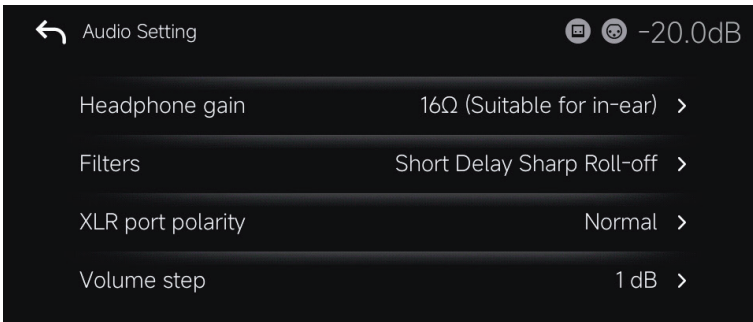 Audio Setting -20.0dB
Headphone gain 16Ω (Suitable for in-ear)
Filters Short Delay Sharp Roll-off
XLR port polarity Normal
Volume step 1 dB